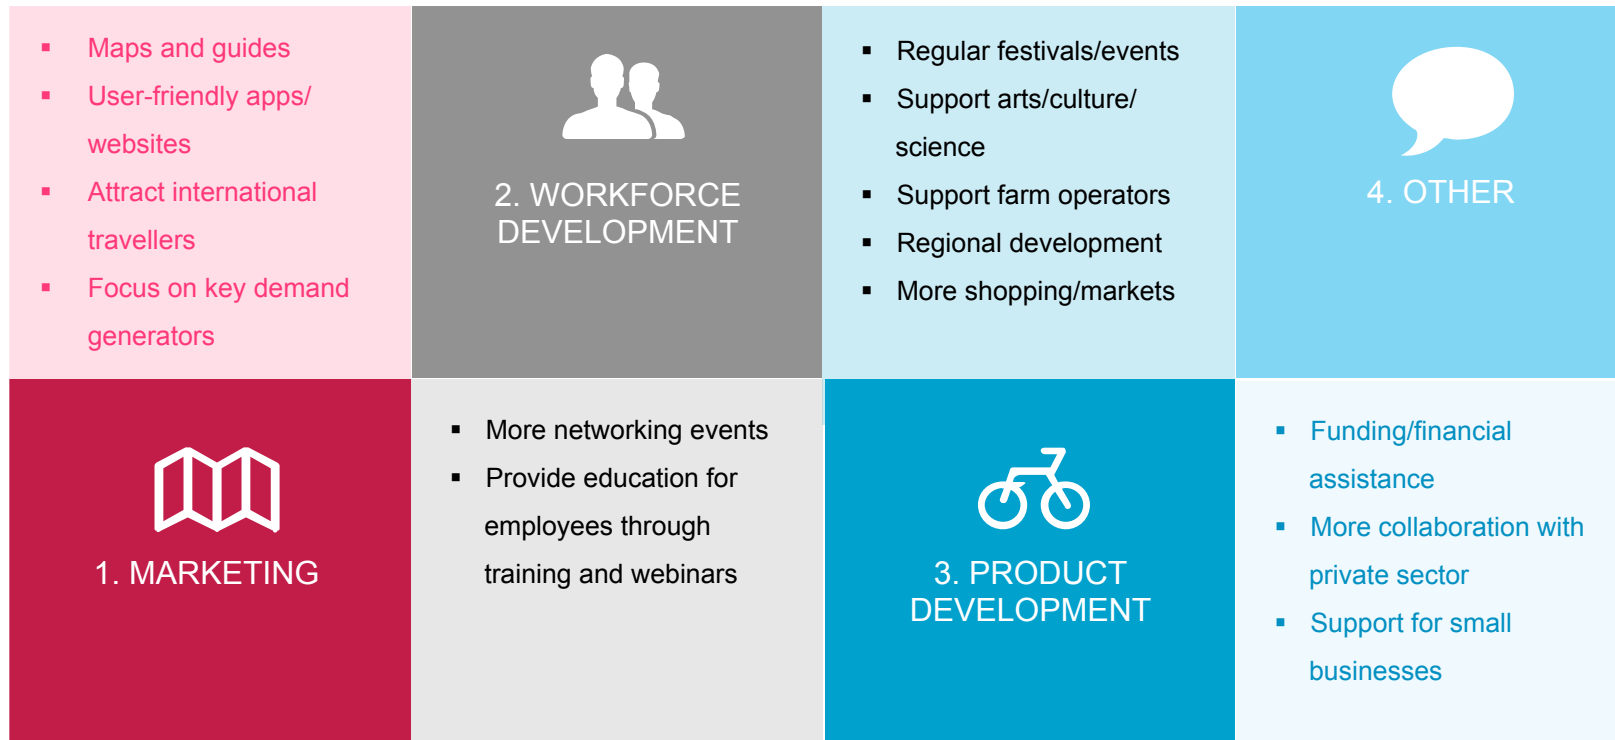 ▪ Maps and guides
▪ User-friendly apps/
websites
▪ Attract international
travellers
▪ Focus on key demand
generators
1. MARKETING
2. WORKFORCE
DEVELOPMENT
▪ More networking events
▪ Provide education for
employees through
training and webinars
▪ Regular festivals/events
▪ Support arts/culture/
science
▪ Support farm operators
▪ Regional development
▪ More shopping/markets
3. PRODUCT
DEVELOPMENT
4. OTHER
▪ Funding/financial
assistance
▪ More collaboration with
private sector
▪ Support for small
businesses